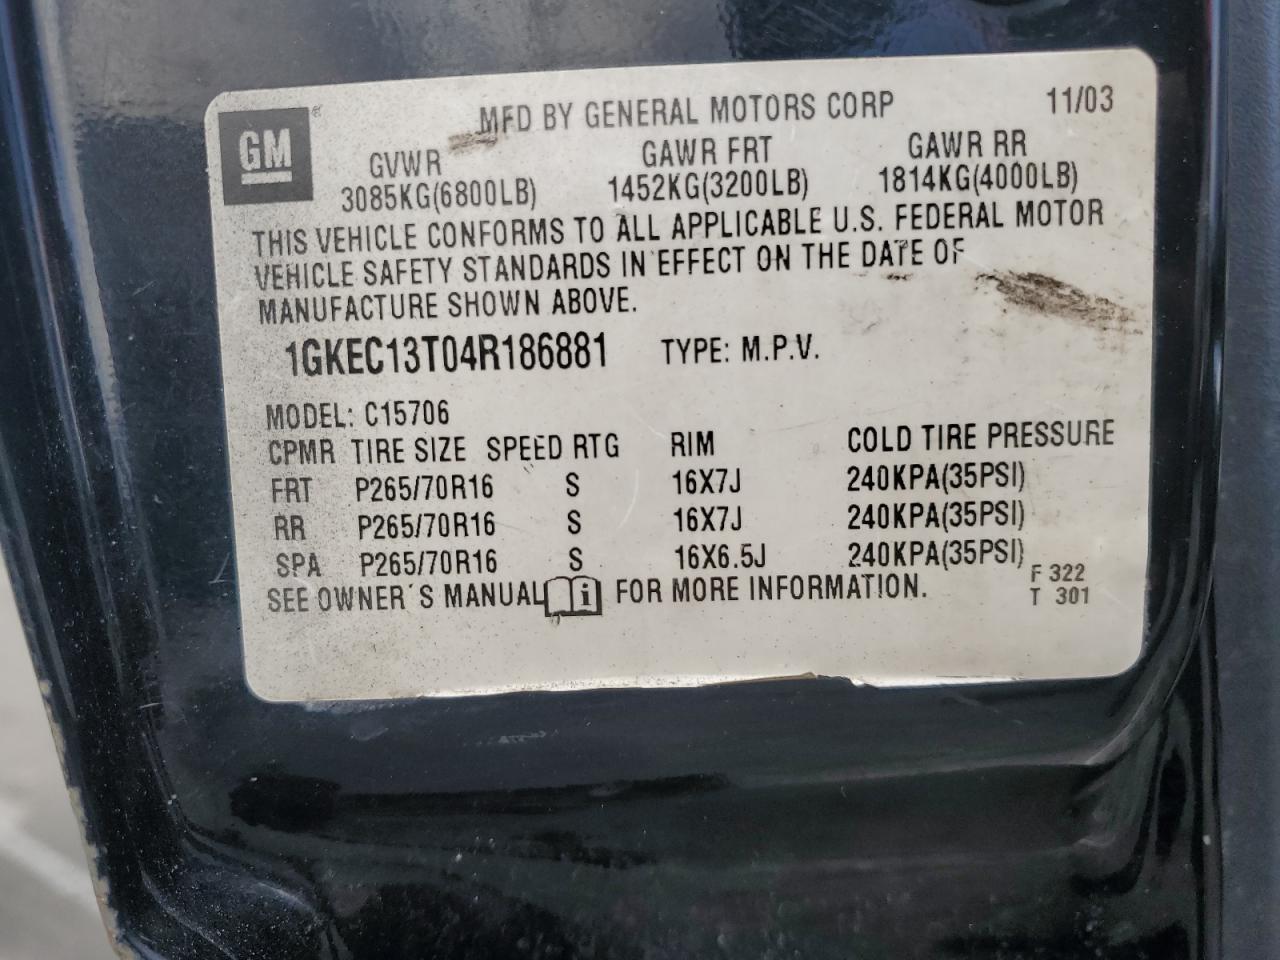 GM ®
MFD BY GENERAL MOTORS CORP 11/03
GVWR GAWR FRT GAWR RR
3085KG(6800LB) 1452KG(3200LB) 1814KG(4000LB)
THIS VEHICLE CONFORMS TO ALL APPLICABLE U.S. FEDERAL MOTOR
VEHICLE SAFETY STANDARDS IN EFFECT ON THE DATE OF
MANUFACTURE SHOWN ABOVE.
1GKEC13T04R186881 TYPE: M.P.V.
MODEL: C15706
CPMR TIRE SIZE SPEED RTG RIM COLD TIRE PRESSURE
FRT P265/70R16 S 16X7J 240KPA(35PSI)
RR P265/70R16 S 16X7J 240KPA(35PSI)
SPA P265/70R16 S 16X6.5J 240KPA(35PSI)
SEE OWNER'S MANUAL i FOR MORE INFORMATION.
F 322
T 301